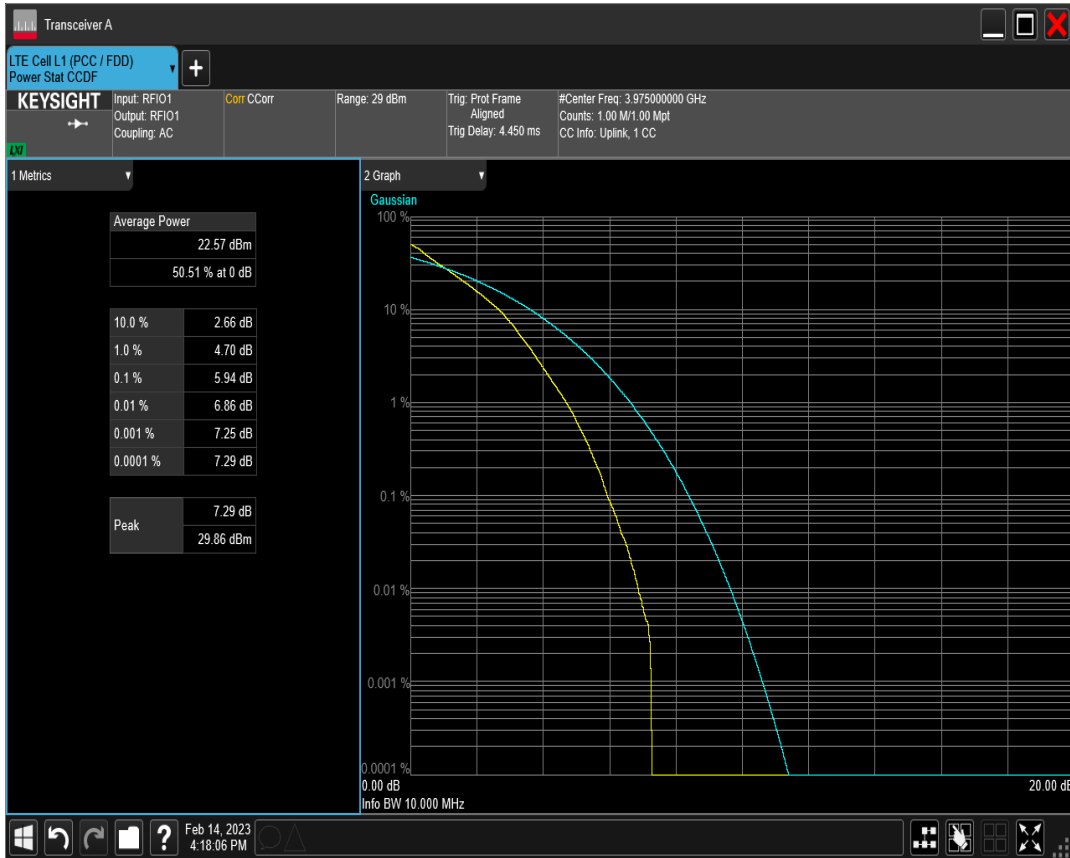 Transceiver A
LTE Cell L1 (PCC / FDD)
Power Stat CCDF
KEYSIGHT
LXI
Input: RFIO1
Output: RFIO1
Coupling: AC
Corr CCorr
Range: 29 dBm
Trig: Prot Frame
Aligned
Trig Delay: 4.450 ms
#Center Freq: 3.975000000 GHz
Counts: 1.00 M/1.00 Mpt
CC Info: Uplink, 1 CC
1 Metrics
Average Power
22.57 dBm
50.51 % at 0 dB
10.0 % 2.66 dB
1.0 % 4.70 dB
0.1 % 5.94 dB
0.01 % 6.86 dB
0.001 % 7.25 dB
0.0001 % 7.29 dB
Peak
7.29 dB
29.86 dBm
2 Graph
Gaussian
100 %
10 %
1 %
0.1 %
0.01 %
0.001 %
0.0001 %
0.00 dB
20.00 dB
Info BW 10.000 MHz
?
Feb 14, 2023
4:18:06 PM